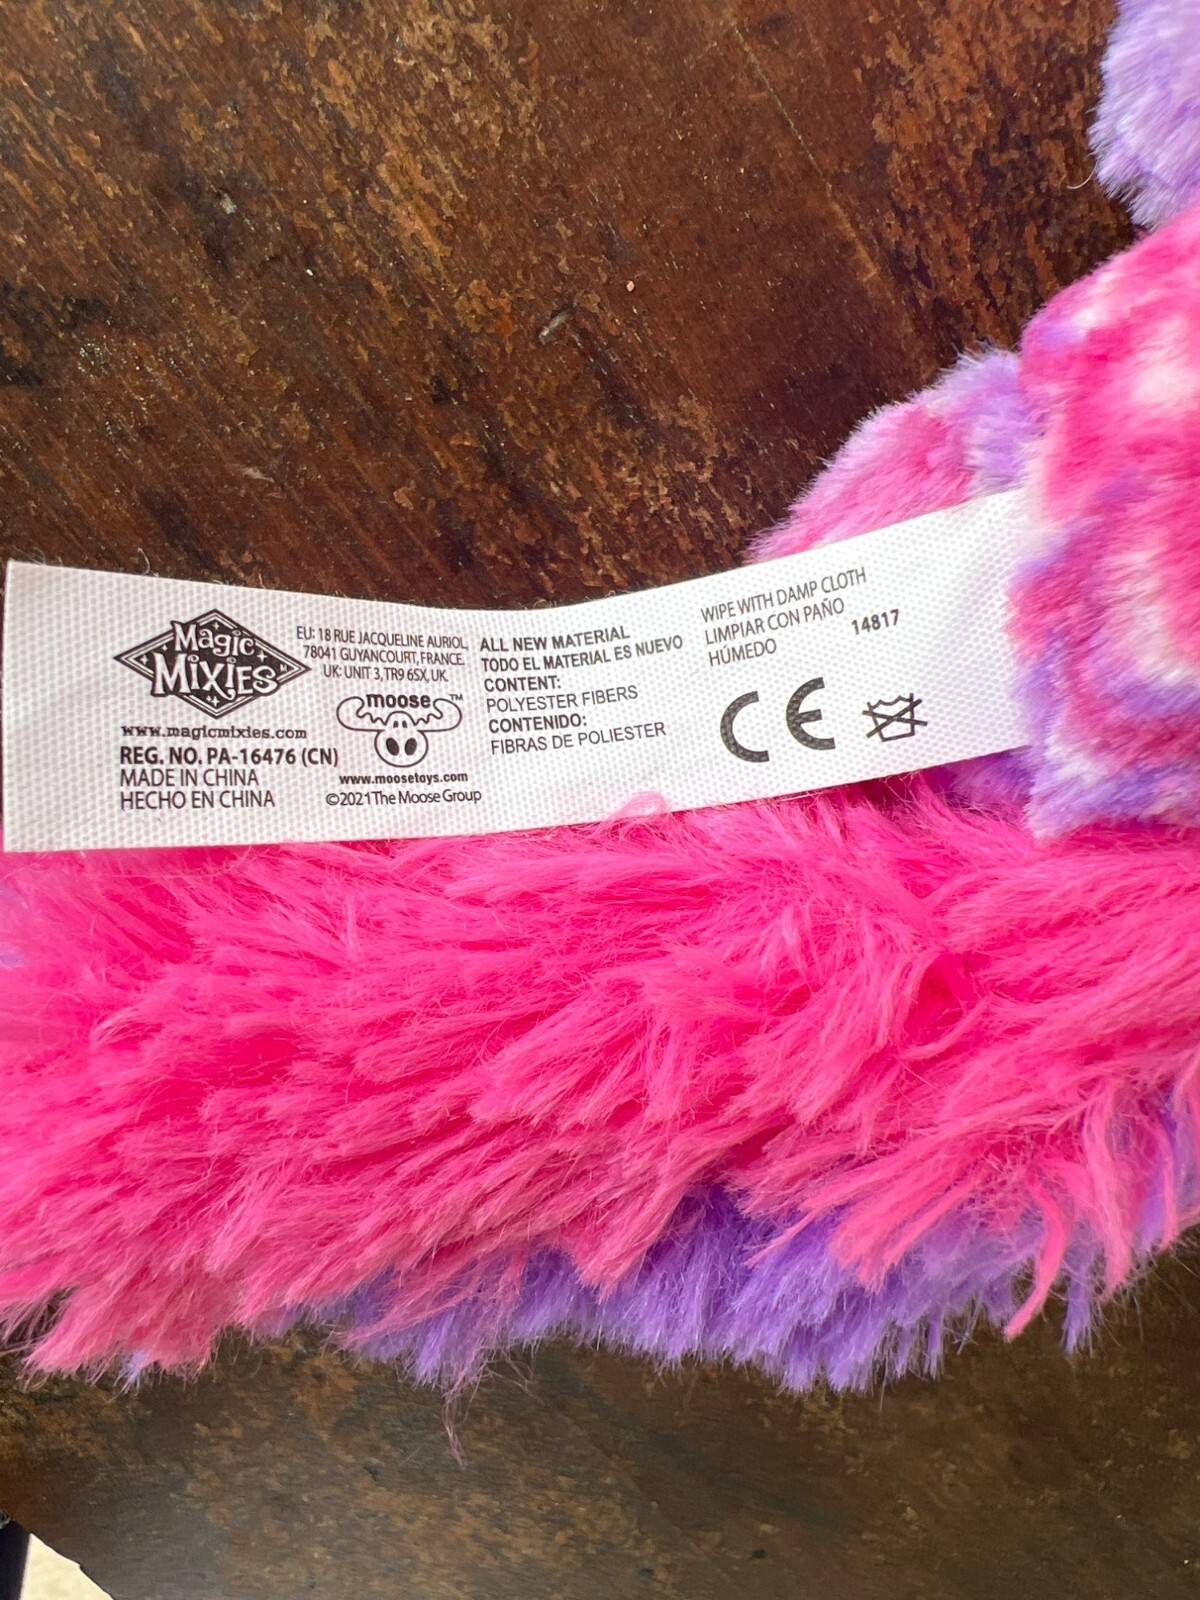 Magic
MIXIES
www.magicmixies.com
REG. NO. PA-16476 (CN)
MADE IN CHINA
HECHO EN CHINA
EU: 18 RUE JACQUELINE AURIOL,
78041 GUYANCOURT, FRANCE.
UK: UNIT 3, TR9 6SX, UK.
moose™
www.moosetoys.com
©2021 The Moose Group
ALL NEW MATERIAL
TODO EL MATERIAL ES NUEVO
CONTENT:
POLYESTER FIBERS
CONTENIDO:
FIBRAS DE POLIESTER
WIPE WITH DAMP CLOTH
LIMPIAR CON PAÑO
HÚMEDO
14817
CE